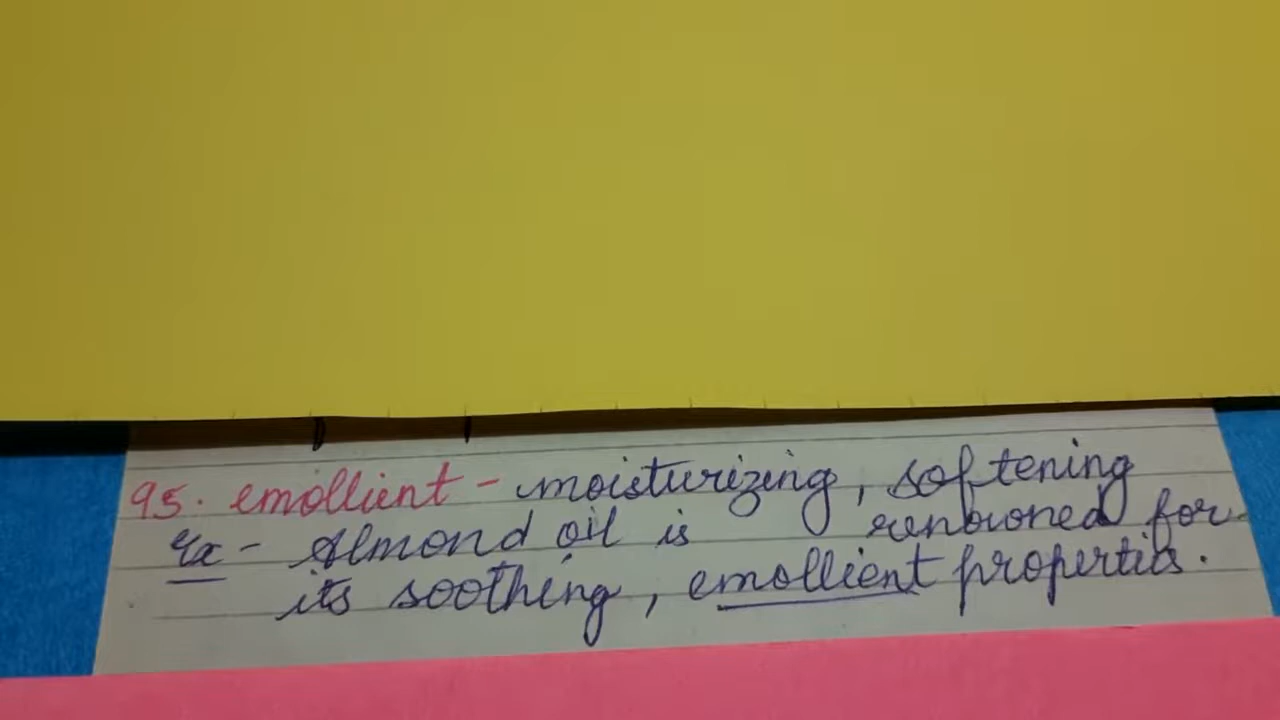 95. emollient - moisturizing, softening
Ex - Almond oil is renowned for
its soothing, emollient properties.